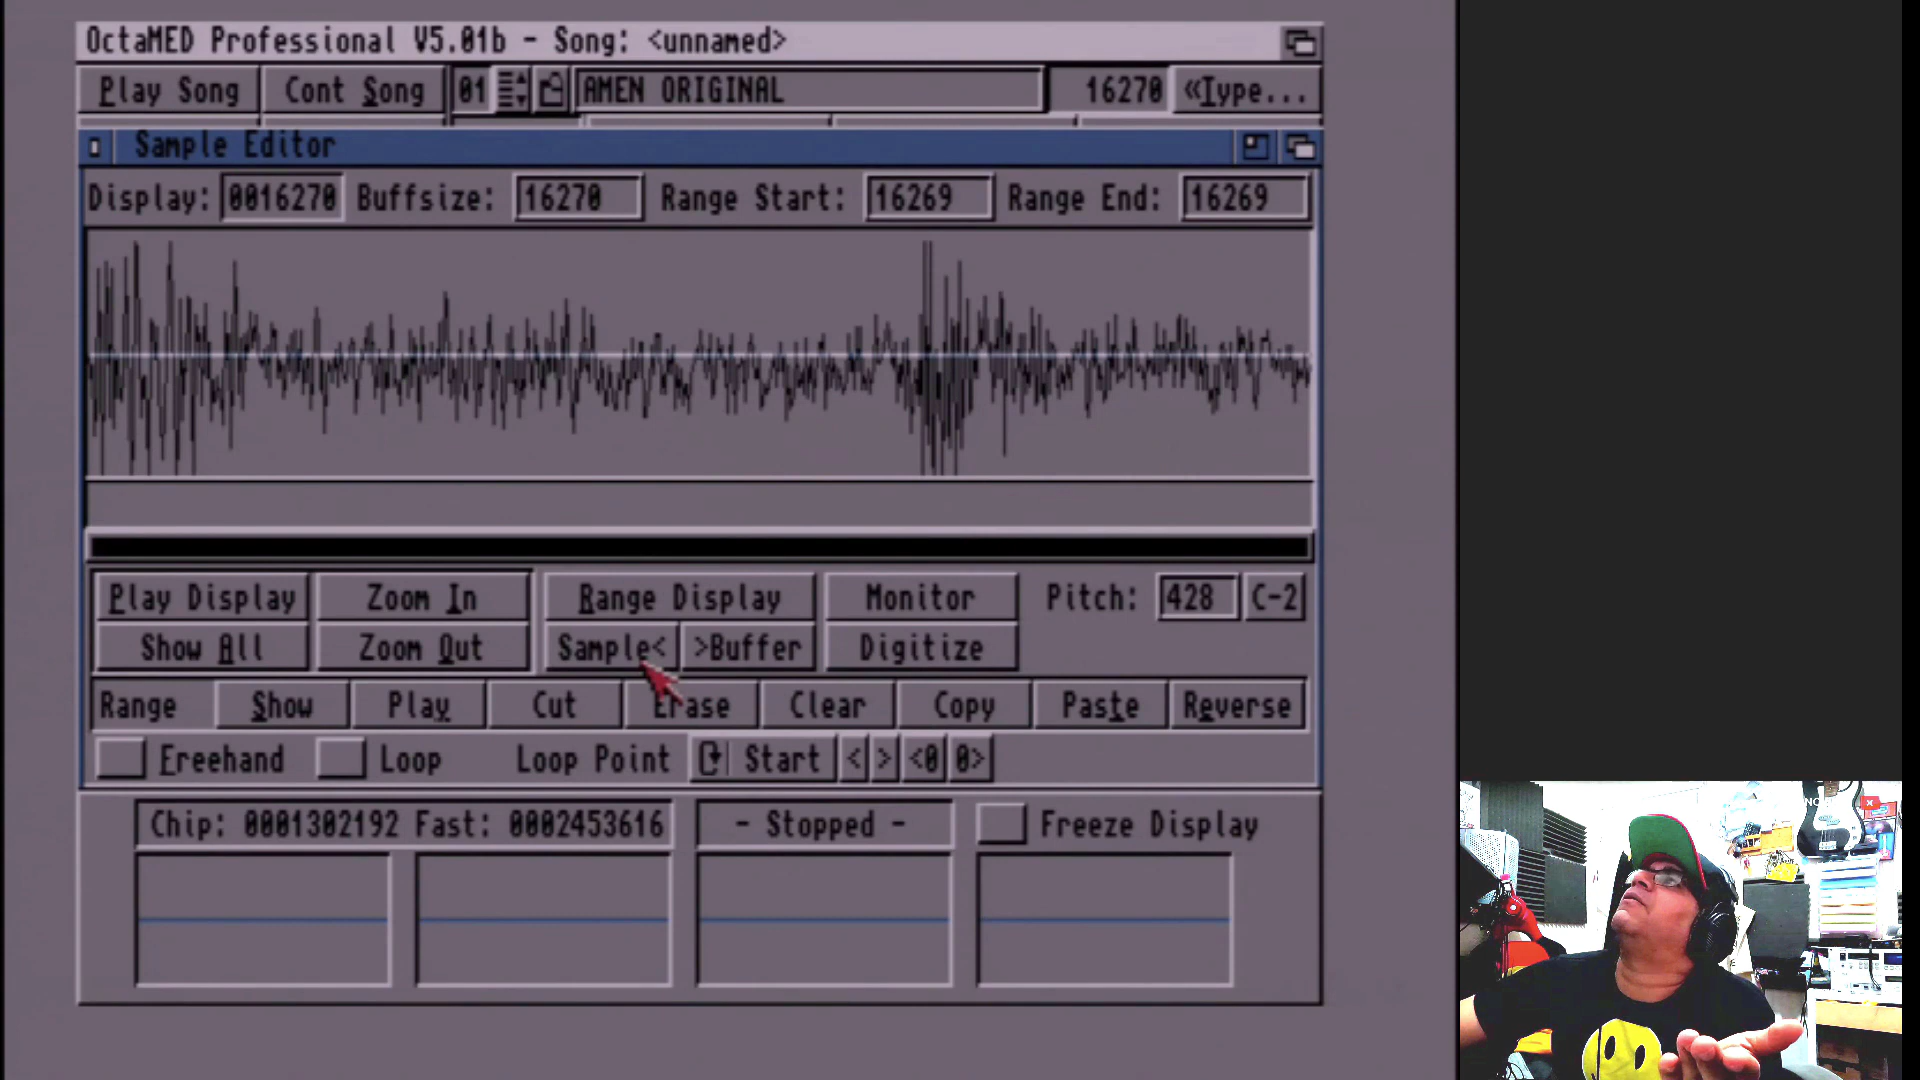 OctaMED Professional V5.01b - Song: <unnamed>
Play Song Cont Song 01 AMEN ORIGINAL 16270 «Type...
Sample Editor
Display: 0016270 Buffsize: 16270 Range Start: 16269 Range End: 16269
Play Display Zoom In Range Display Monitor Pitch: 428 C-2
Show All Zoom Out Sample< >Buffer Digitize
Range Show Play Cut Erase Clear Copy Paste Reverse
Freehand Loop Loop Point Start < > <0 0>
Chip: 0001302192 Fast: 0002453616 - Stopped - Freeze Display